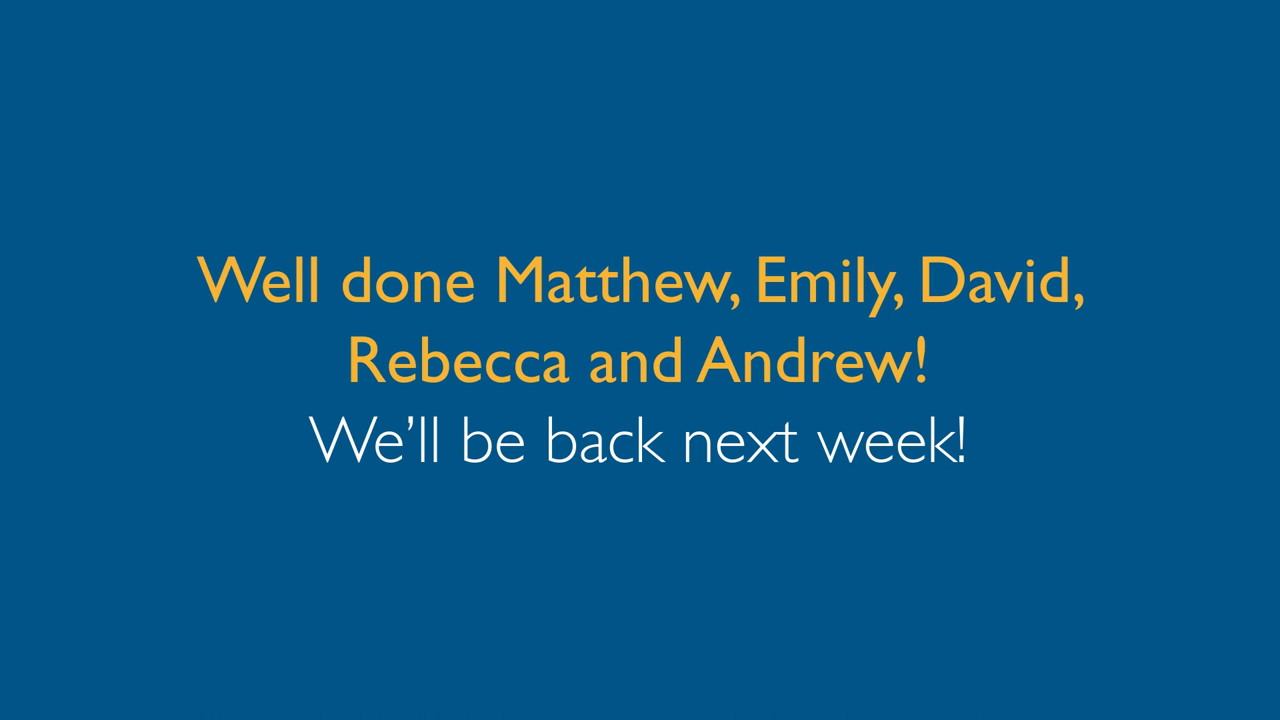 Well done Matthew, Emily, David,
Rebecca and Andrew!
We’ll be back next week!